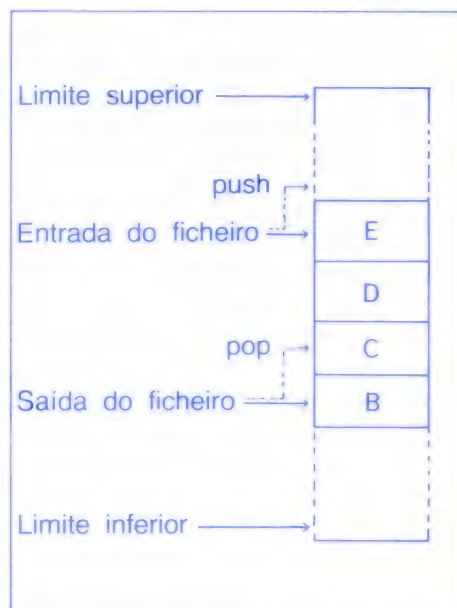 Limite superior
push
Entrada do ficheiro
E
D
pop
C
Saída do ficheiro
B
Limite inferior